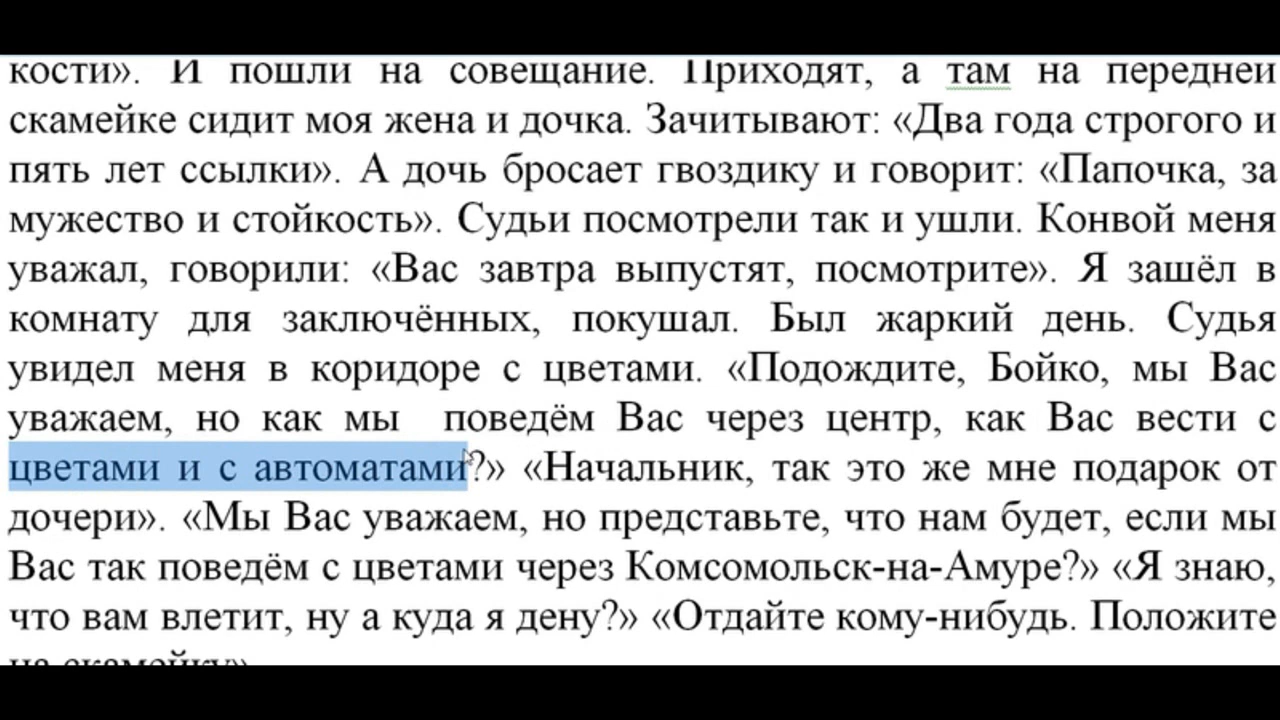 кости». И пошли на совещание. Приходят, а там на передней
скамейке сидит моя жена и дочка. Зачитывают: «Два года строгого и
пять лет ссылки». А дочь бросает гвоздику и говорит: «Папочка, за
мужество и стойкость». Судьи посмотрели так и ушли. Конвой меня
уважал, говорили: «Вас завтра выпустят, посмотрите». Я зашёл в
комнату для заключённых, покушал. Был жаркий день. Судья
увидел меня в коридоре с цветами. «Подождите, Бойко, мы Вас
уважаем, но как мы поведём Вас через центр, как Вас вести с
цветами и с автоматами?» «Начальник, так это же мне подарок от
дочери». «Мы Вас уважаем, но представьте, что нам будет, если мы
Вас так поведём с цветами через Комсомольск-на-Амуре?» «Я знаю,
что вам влетит, ну а куда я дену?» «Отдайте кому-нибудь. Положите
на скамейку».